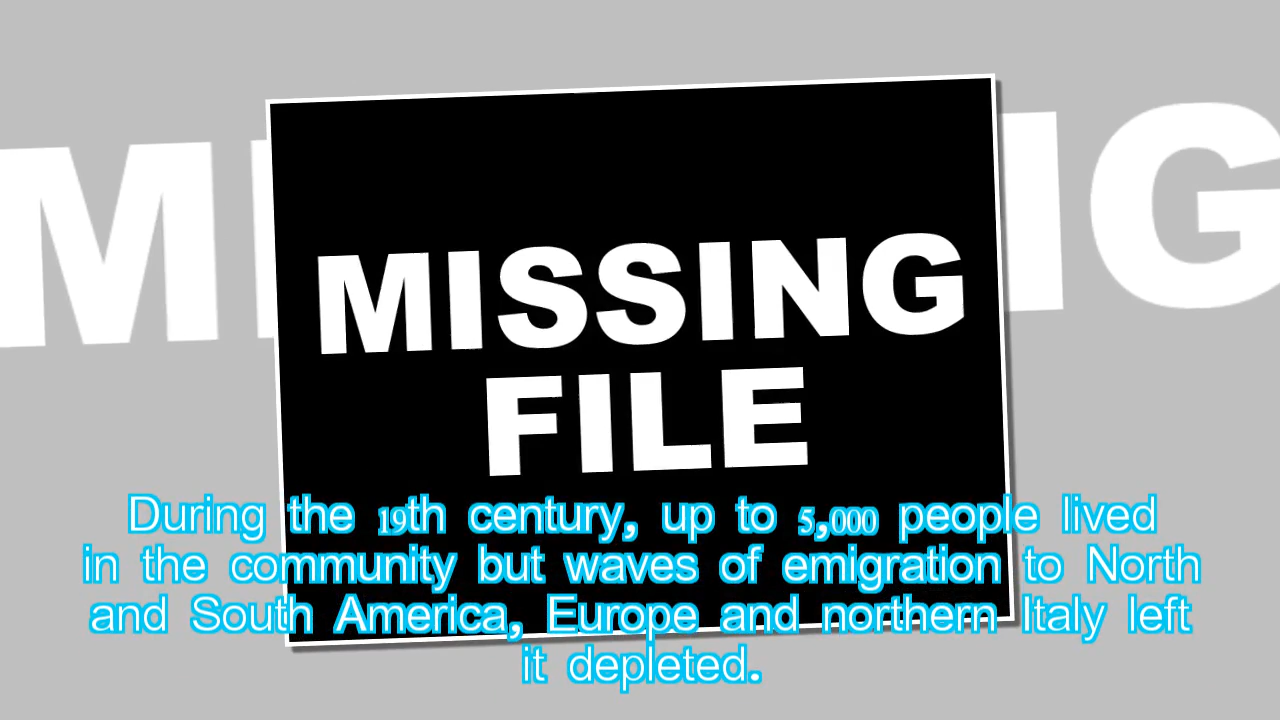 MISSING
FILE
During the 19th century, up to 5,000 people lived
in the community but waves of emigration to North
and South America, Europe and northern Italy left
it depleted.